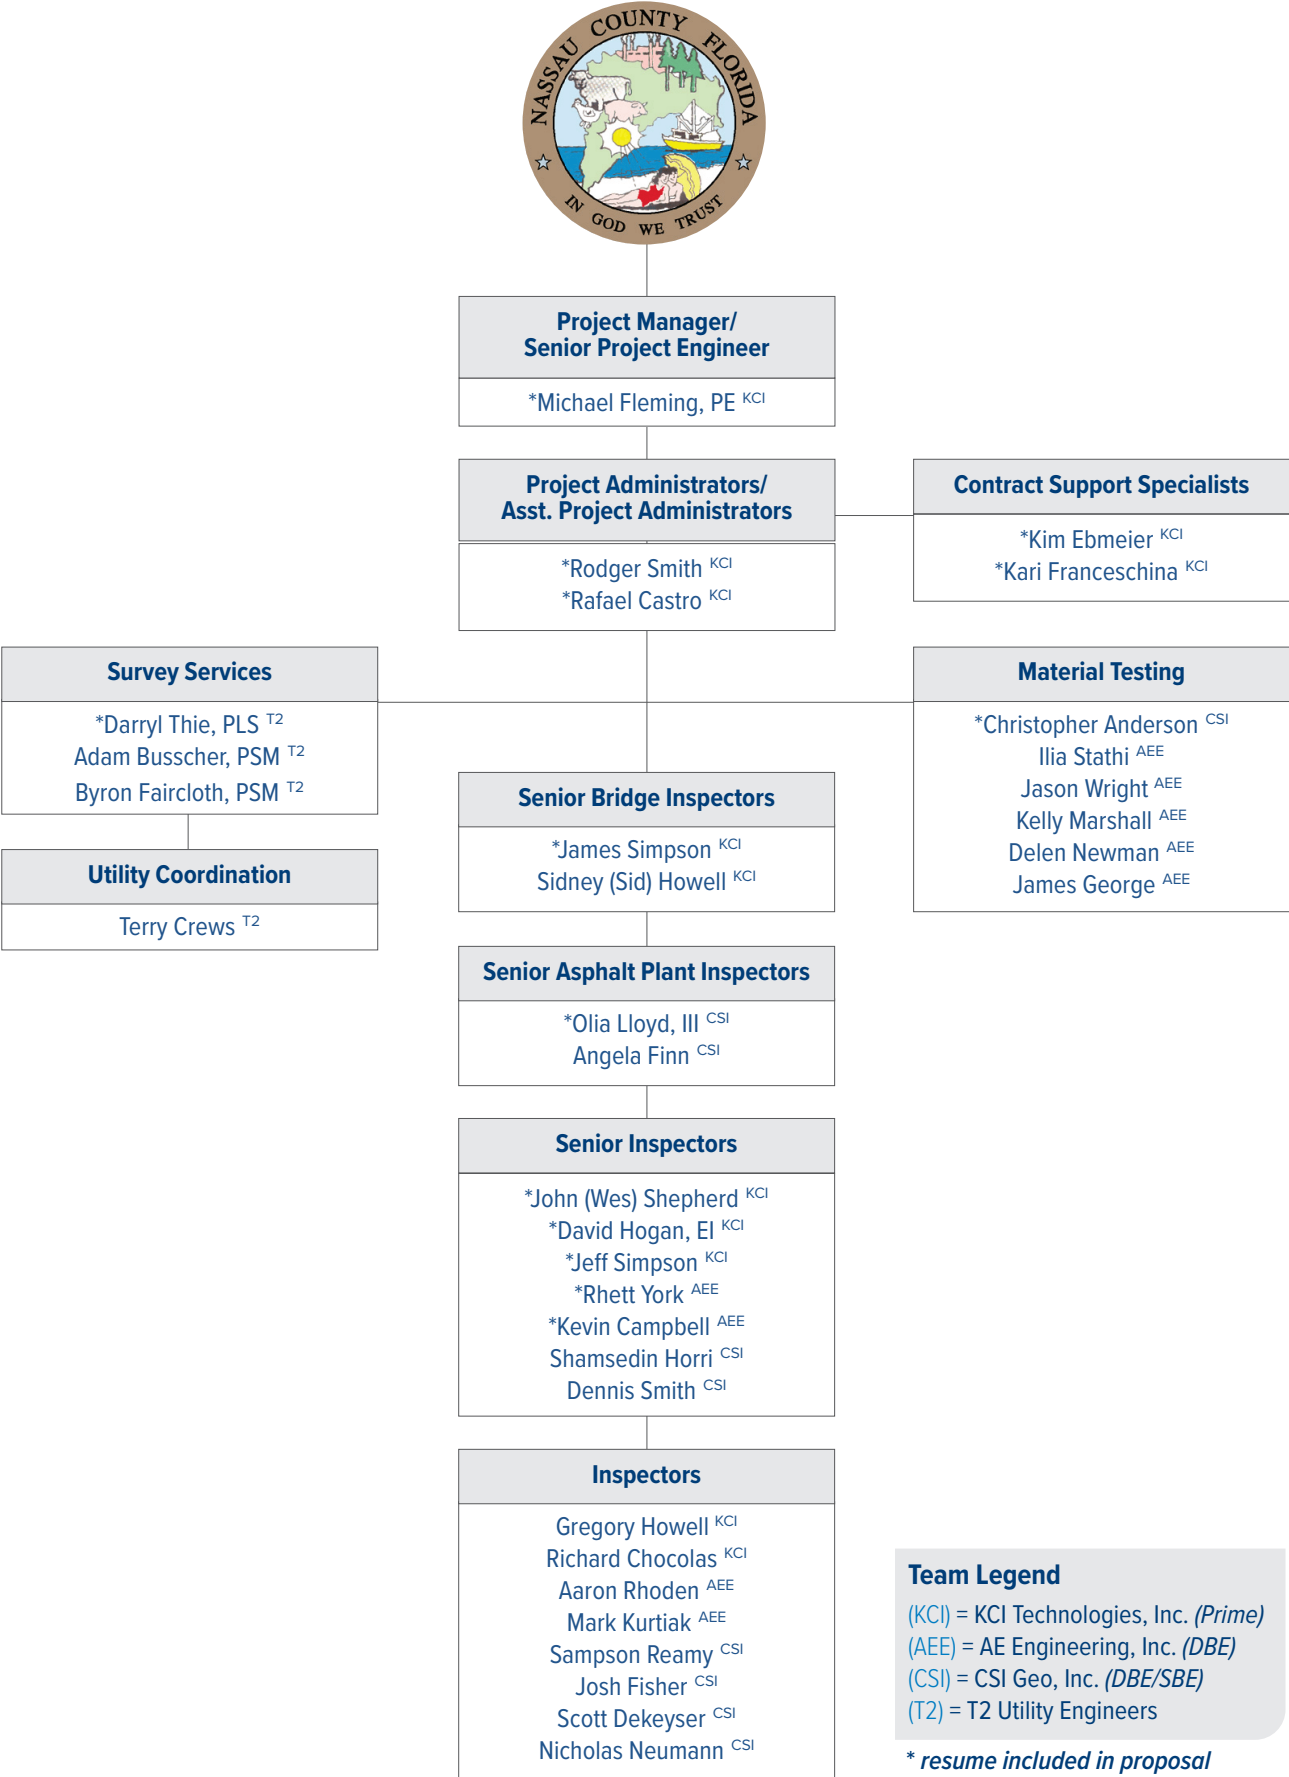 NASSAU COUNTY FLORIDA
IN GOD WE TRUST
Project Manager/
Senior Project Engineer
*Michael Fleming, PE KCI
Project Administrators/
Asst. Project Administrators
*Rodger Smith KCI
*Rafael Castro KCI
Contract Support Specialists
*Kim Ebmeier KCI
*Kari Franceschina KCI
Survey Services
*Darryl Thie, PLS T2
Adam Busscher, PSM T2
Byron Faircloth, PSM T2
Utility Coordination
Terry Crews T2
Material Testing
*Christopher Anderson CSI
Ilia Stathi AEE
Jason Wright AEE
Kelly Marshall AEE
Delen Newman AEE
James George AEE
Senior Bridge Inspectors
*James Simpson KCI
Sidney (Sid) Howell KCI
Senior Asphalt Plant Inspectors
*Olia Lloyd, III CSI
Angela Finn CSI
Senior Inspectors
*John (Wes) Shepherd KCI
*David Hogan, EI KCI
*Jeff Simpson KCI
*Rhett York AEE
*Kevin Campbell AEE
Shamsedin Horri CSI
Dennis Smith CSI
Inspectors
Gregory Howell KCI
Richard Chocolas KCI
Aaron Rhoden AEE
Mark Kurtiak AEE
Sampson Reamy CSI
Josh Fisher CSI
Scott Dekeyser CSI
Nicholas Neumann CSI
Team Legend
(KCI) = KCI Technologies, Inc. (Prime)
(AEE) = AE Engineering, Inc. (DBE)
(CSI) = CSI Geo, Inc. (DBE/SBE)
(T2) = T2 Utility Engineers
* resume included in proposal